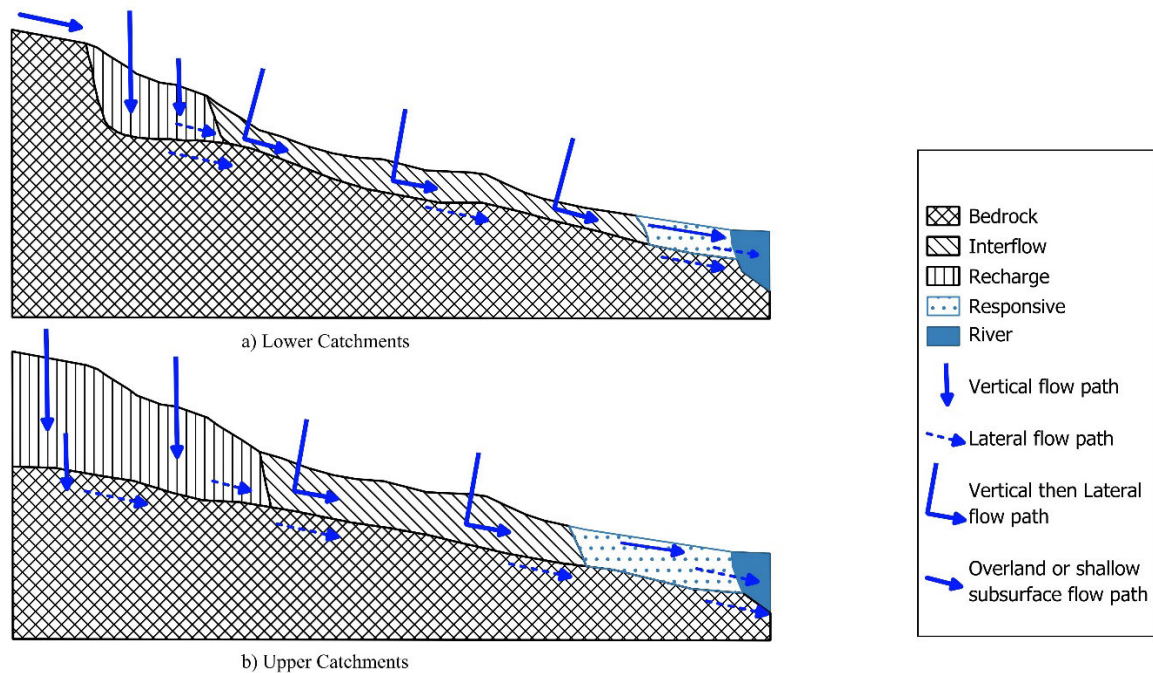 a) Lower Catchments
b) Upper Catchments
Bedrock
Interflow
Recharge
Responsive
River
Vertical flow path
Lateral flow path
Vertical then Lateral
flow path
Overland or shallow
subsurface flow path